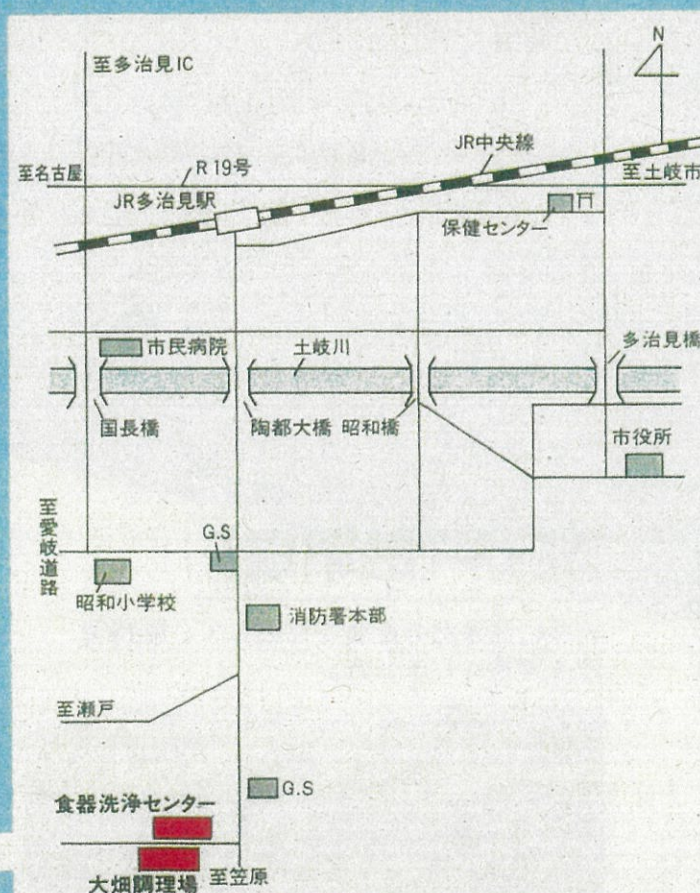 N
至多治見IC
JR中央線
R19号
至名古屋
至土岐市
JR多治見駅
保健センター
市民病院
土岐川
多治見橋
国長橋
陶都大橋
昭和橋
市役所
至愛岐道路
G.S
昭和小学校
消防署本部
至瀬戸
G.S
食器洗浄センター
大畑調理場
至笠原